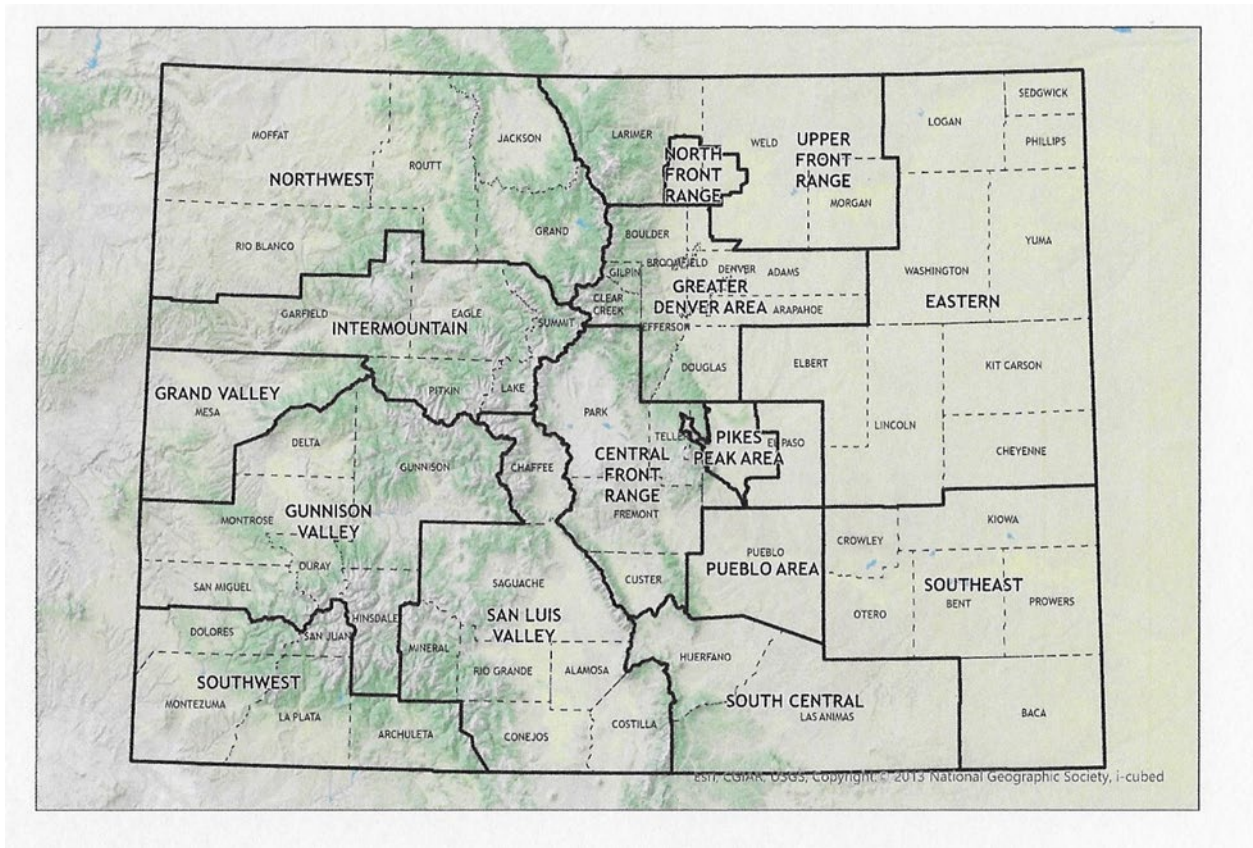 SEDGWICK
LOGAN
MOFFAT
JACKSON
LARIMER
WELD
UPPER
FRONT
RANGE
PHILLIPS
NORTH
FRONT
RANGE
ROUTT
NORTHWEST
MORGAN
GRAND
BOULDER
RIO BLANCO
YUMA
BROOMFIELD
GILPIN
DENVER
ADAMS
WASHINGTON
GREATER
DENVER AREA
CLEAR
CREEK
EASTERN
GARFIELD
EAGLE
INTERMOUNTAIN
SUMMIT
ARAPAHOE
EFFERSON
ELBERT
KIT CARSON
DOUGLAS
PITKIN
LAKE
GRAND VALLEY
MESA
PARK
LINCOLN
TELLER
PIKES
PEAK AREA
EL PASO
DELTA
CENTRAL
FRONT
RANGE
CHEYENNE
GUNNISON
CHAFFEE
GUNNISON
VALLEY
MONTROSE
FREMONT
KIOWA
CROWLEY
PUEBLO
PUEBLO AREA
OURAY
SAN MIGUEL
SAGUACHE
CUSTER
SOUTHEAST
BENT
PROWERS
OTERO
HINSDALE
SAN LUIS
VALLEY
DOLORES
SAN JUAN
MINERAL
HUERFANO
RIO GRANDE
ALAMOSA
SOUTHWEST
MONTEZUMA
LA PLATA
SOUTH CENTRAL
LAS ANIMAS
BACA
COSTILLA
ARCHULETA
CONEJOS
Esri, CGIAR, USGS, Copyright:© 2013 National Geographic Society, i-cubed